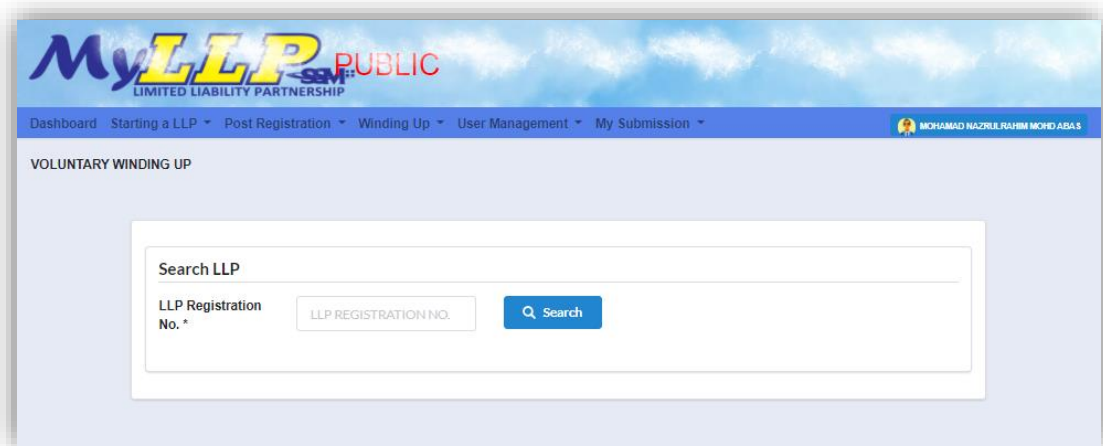 MyLLP SSM PUBLIC
LIMITED LIABILITY PARTNERSHIP
Dashboard Starting a LLP Post Registration Winding Up User Management My Submission MOHAMAD NAZRULRAHIM MOHD ABAS
VOLUNTARY WINDING UP
Search LLP
LLP Registration No. * LLP REGISTRATION NO. Search